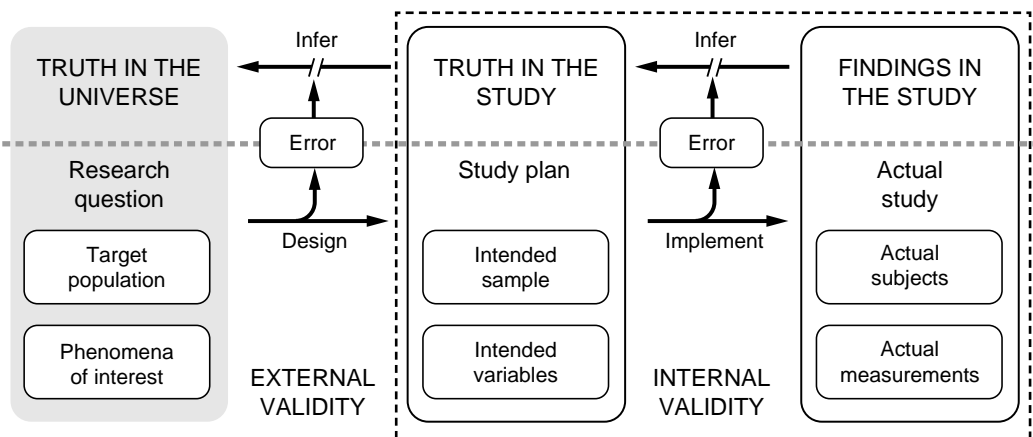 Infer
Infer
TRUTH IN THE
UNIVERSE
TRUTH IN THE
STUDY
FINDINGS IN
THE STUDY
Error
Error
Research
question
Study plan
Actual
study
Design
Implement
Target
population
Intended
sample
Actual
subjects
Phenomena
of interest
Intended
variables
Actual
measurements
EXTERNAL
VALIDITY
INTERNAL
VALIDITY